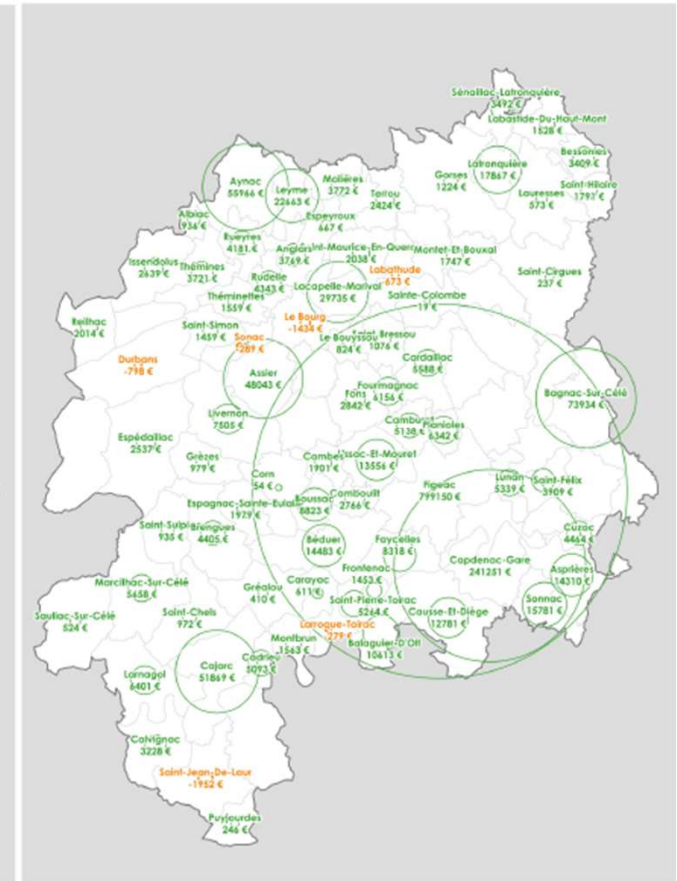 Sénaillac-Latronquière
3492 €
Labastide-Du-Haut-Mont
1528 €
Bessonies
3409 €
Latronquière
17867 €
Gorses
1224 €
Saint-Hilaire
1791 €
Lauresses
573 €
Aynac
55966 €
Leyme
22663 €
Molières
3772 €
Terrou
2424 €
Albiac
936 €
Espeyroux
667 €
Rueyres
4181 €
Anglars
3769 €
int-Maurice-En-Quer
2038 €
Montet-Et-Bouxal
1747 €
Issendolus
2639 €
Thémines
3721 €
Rudelle
4343 €
Labathude
-673 €
Saint-Cirgues
237 €
Lacapelle-Marival
29735 €
Théminettes
1559 €
Sainte-Colombe
19 €
Reilhac
2014 €
Saint-Simon
1459 €
Le Bourg
-1434 €
Sonac
-289 €
Le Bouyssou
824 €
Saint-Bressou
1076 €
Durbans
-798 €
Assier
48043 €
Cardaillac
5588 €
Fourmagnac
6156 €
Fons
2842 €
Bagnac-Sur-Célé
73934 €
Livernon
7505 €
Cambu
5138 €
Planioles
6342 €
Espédaillac
2537 €
Grèzes
979 €
Cambes
1901 €
Lissac-Et-Mouret
13556 €
Corn
54 €
Figeac
799150 €
Lunan
5339 €
Saint-Félix
3909 €
Espagnac-Sainte-Eulalie
1979 €
Boussac
8823 €
Camboulit
2766 €
Saint-Sulpi
935 €
Brengues
4405 €
Cuzac
4464 €
Béduer
14483 €
Faycelles
8318 €
Capdenac-Gare
241251 €
Frontenac
1453 €
Asprières
14310 €
Marcilhac-Sur-Célé
5658 €
Gréalou
410 €
Carayac
611 €
Saint-Pierre-Toirac
5264 €
Sonnac
15781 €
Sauliac-Sur-Célé
524 €
Saint-Chels
972 €
Causse-Et-Diège
12781 €
Larroque-Toirac
-279 €
Montbrun
1563 €
Balaguier-D'Olt
10613 €
Cajarc
51869 €
Cadrieu
5093 €
Larnagol
6401 €
Calvignac
3228 €
Saint-Jean-De-Laur
-1952 €
Puyjourdes
246 €